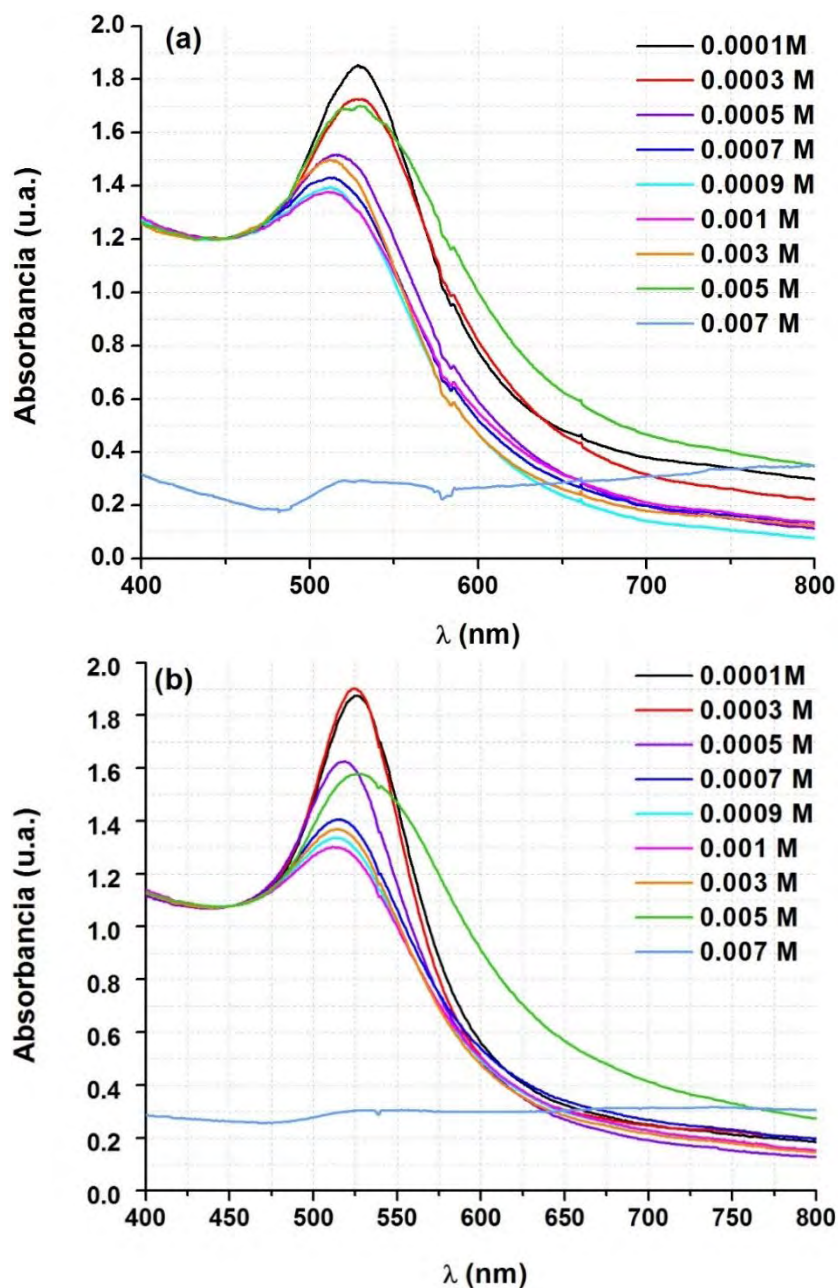 (a)
0.0001M
0.0003 M
0.0005 M
0.0007 M
0.0009 M
0.001 M
0.003 M
0.005 M
0.007 M
Absorbancia (u.a.)
2.0
1.8
1.6
1.4
1.2
1.0
0.8
0.6
0.4
0.2
0.0
400 500 600 700 800
λ (nm)
(b)
0.0001M
0.0003 M
0.0005 M
0.0007 M
0.0009 M
0.001 M
0.003 M
0.005 M
0.007 M
Absorbancia (u.a.)
2.0
1.8
1.6
1.4
1.2
1.0
0.8
0.6
0.4
0.2
0.0
400 450 500 550 600 650 700 750 800
λ (nm)